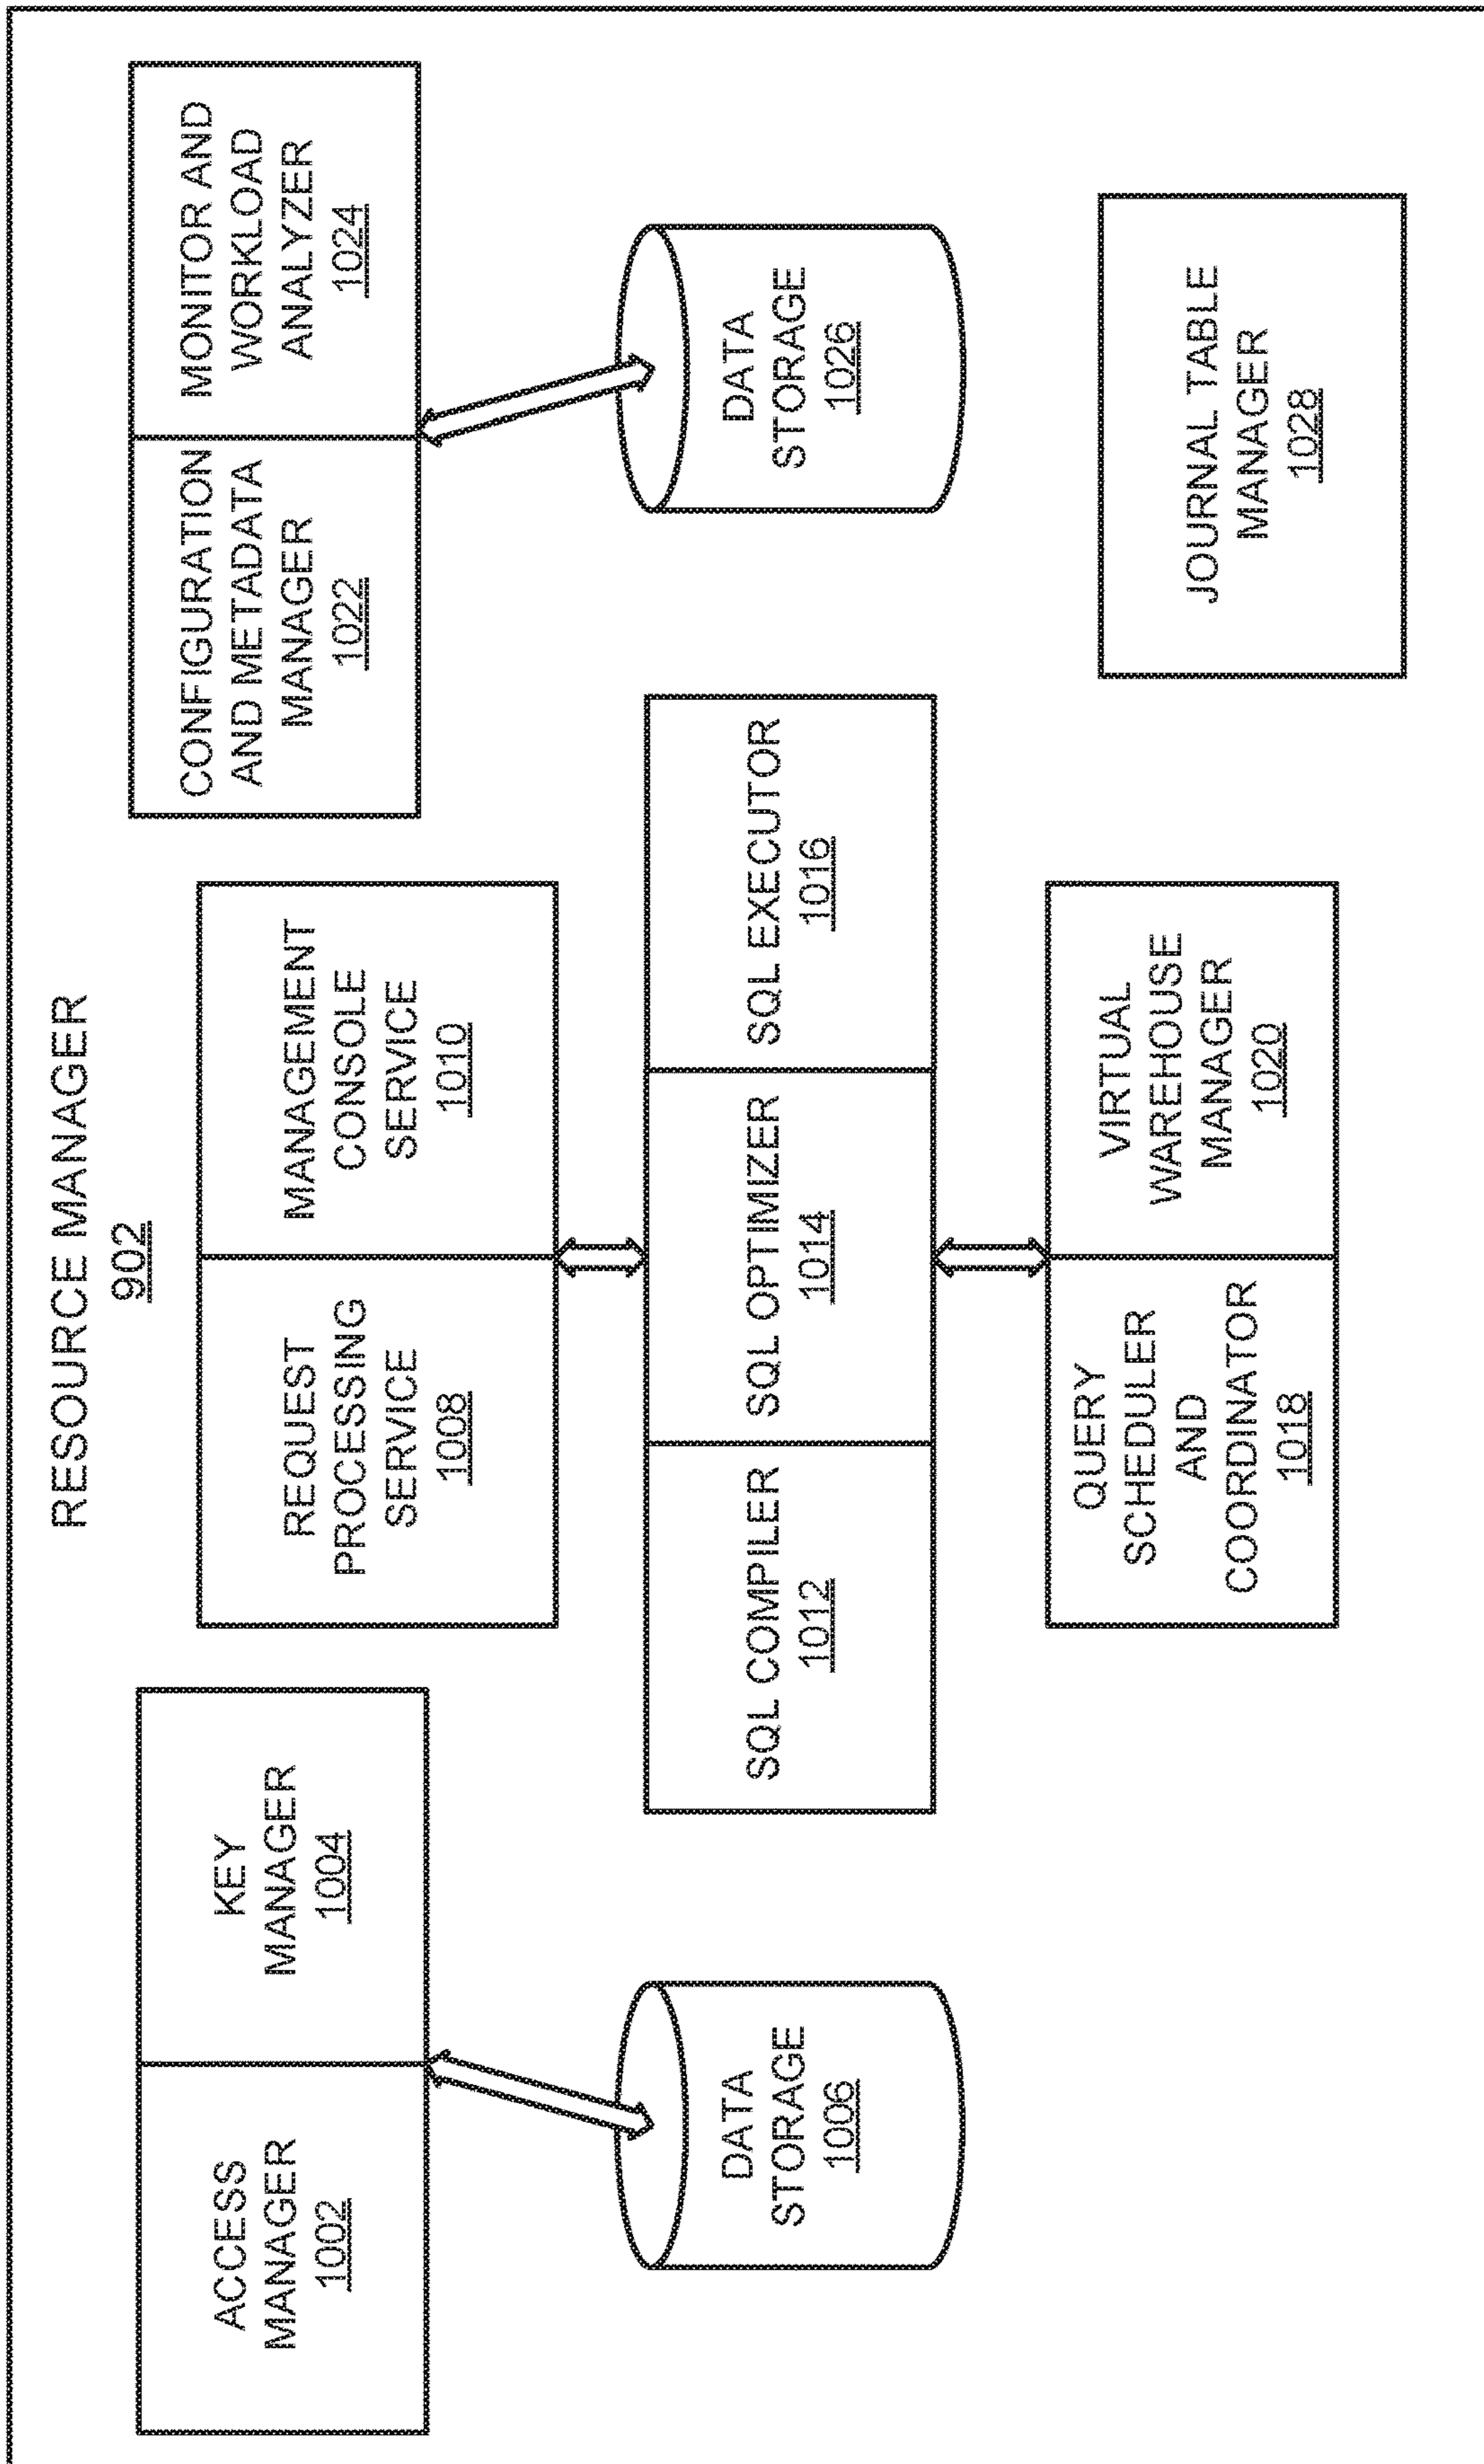 RESOURCE MANAGER
902
ACCESS
MANAGER
1002
KEY
MANAGER
1004
DATA
STORAGE
1006
REQUEST
PROCESSING
SERVICE
1008
MANAGEMENT
CONSOLE
SERVICE
1010
SQL COMPILER
1012
SQL OPTIMIZER
1014
SQL EXECUTOR
1016
QUERY
SCHEDULER
AND
COORDINATOR
1018
VIRTUAL
WAREHOUSE
MANAGER
1020
CONFIGURATION
AND METADATA
MANAGER
1022
MONITOR AND
WORKLOAD
ANALYZER
1024
DATA
STORAGE
1026
JOURNAL TABLE
MANAGER
1028